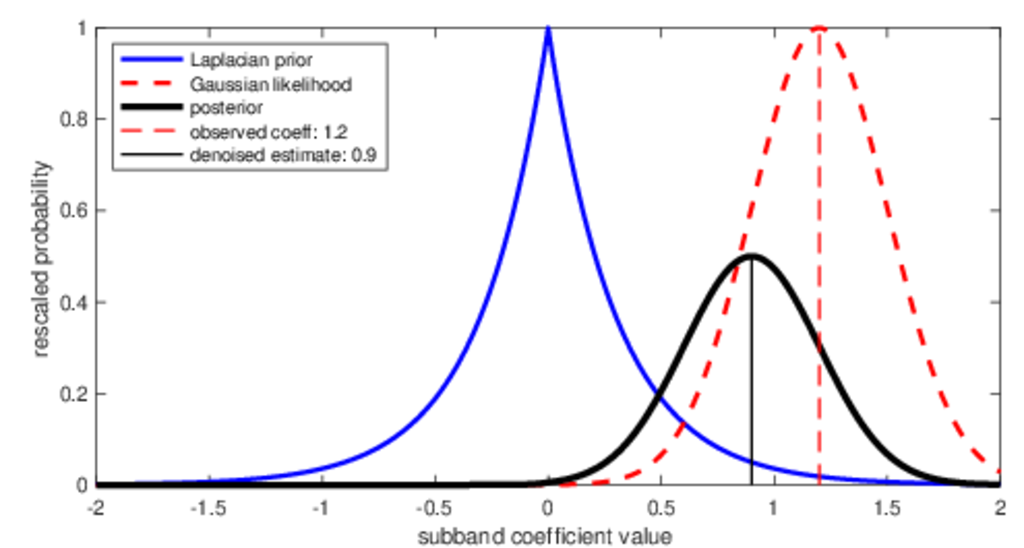 Laplacian prior
Gaussian likelihood
posterior
observed coeff: 1.2
denoised estimate: 0.9
rescaled probability
1
0.8
0.6
0.4
0.2
0
-2 -1.5 -1 -0.5 0 0.5 1 1.5 2
subband coefficient value